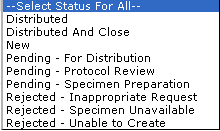 --Select Status For All--
Distributed
Distributed And Close
New
Pending - For Distribution
Pending - Protocol Review
Pending - Specimen Preparation
Rejected - Inappropriate Request
Rejected - Specimen Unavailable
Rejected - Unable to Create